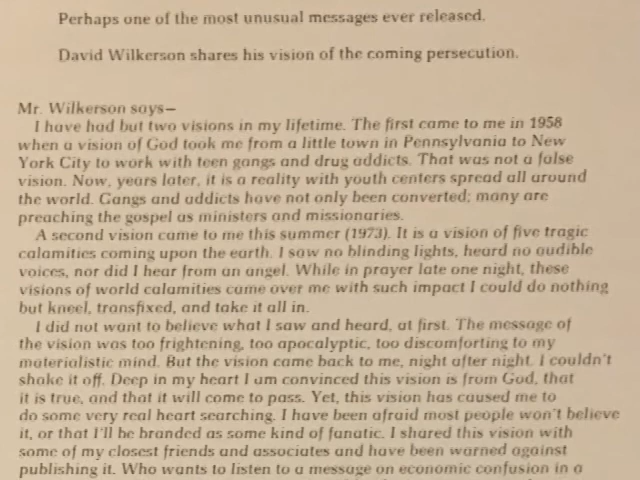 Perhaps one of the most unusual messages ever released.
David Wilkerson shares his vision of the coming persecution.
Mr. Wilkerson says—
I have had but two visions in my lifetime. The first came to me in 1958
when a vision of God took me from a little town in Pennsylvania to New
York City to work with teen gangs and drug addicts. That was not a false
vision. Now, years later, it is a reality with youth centers spread all around
the world. Gangs and addicts have not only been converted; many are
preaching the gospel as ministers and missionaries.
A second vision came to me this summer (1973). It is a vision of five tragic
calamities coming upon the earth. I saw no blinding lights, heard no audible
voices, nor did I hear from an angel. While in prayer late one night, these
visions of world calamities came over me with such impact I could do nothing
but kneel, transfixed, and take it all in.
I did not want to believe what I saw and heard, at first. The message of
the vision was too frightening, too apocalyptic, too discomforting to my
materialistic mind. But the vision came back to me, night after night. I couldn't
shake it off. Deep in my heart I am convinced this vision is from God, that
it is true, and that it will come to pass. Yet, this vision has caused me to
do some very real heart searching. I have been afraid most people won't believe
it, or that I'll be branded as some kind of fanatic. I shared this vision with
some of my closest friends and associates and have been warned against
publishing it. Who wants to listen to a message on economic confusion in a